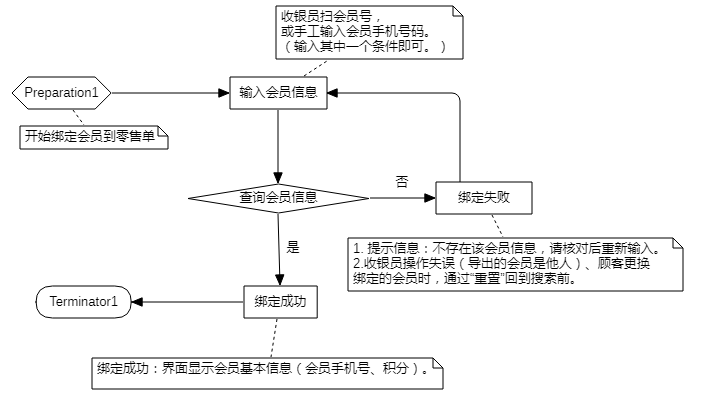 收银员扫会员号，
或手工输入会员手机号码。
（输入其中一个条件即可。）
Preparation1
输入会员信息
开始绑定会员到零售单
否
查询会员信息
绑定失败
是
1. 提示信息：不存在该会员信息，请核对后重新输入。
2.收银员操作失误（导出的会员是他人）、顾客更换
绑定的会员时，通过“重置”回到搜索前。
Terminator1
绑定成功
绑定成功：界面显示会员基本信息（会员手机号、积分）。